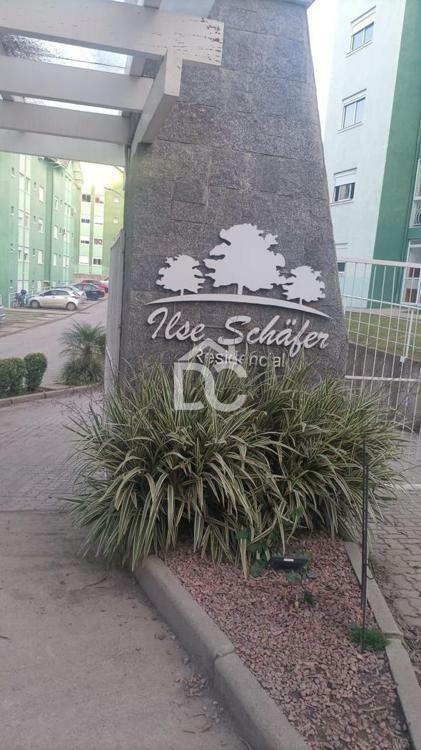 Ilse Schäfer
Residencial
DC